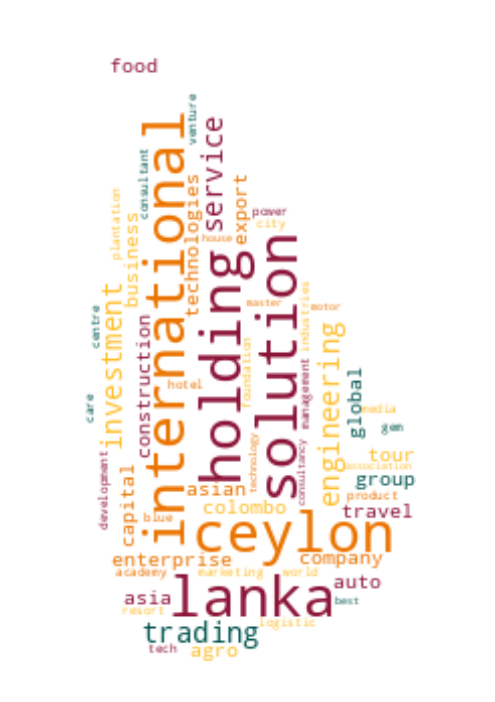 food
venture
international
service
consultant
technologies
export
plantation
business
power
city
house
solution
holding
master
motor
industries
investment
centre
construction
engineering
foundation
management
global
hotel
care
media
gem
technology
consultancy
tour
association
development
capital
asian
group
product
colombo
travel
blue
ceylon
enterprise
company
academy
marketing
world
auto
lanka
asia
best
resort
logistic
trading
tech
agro